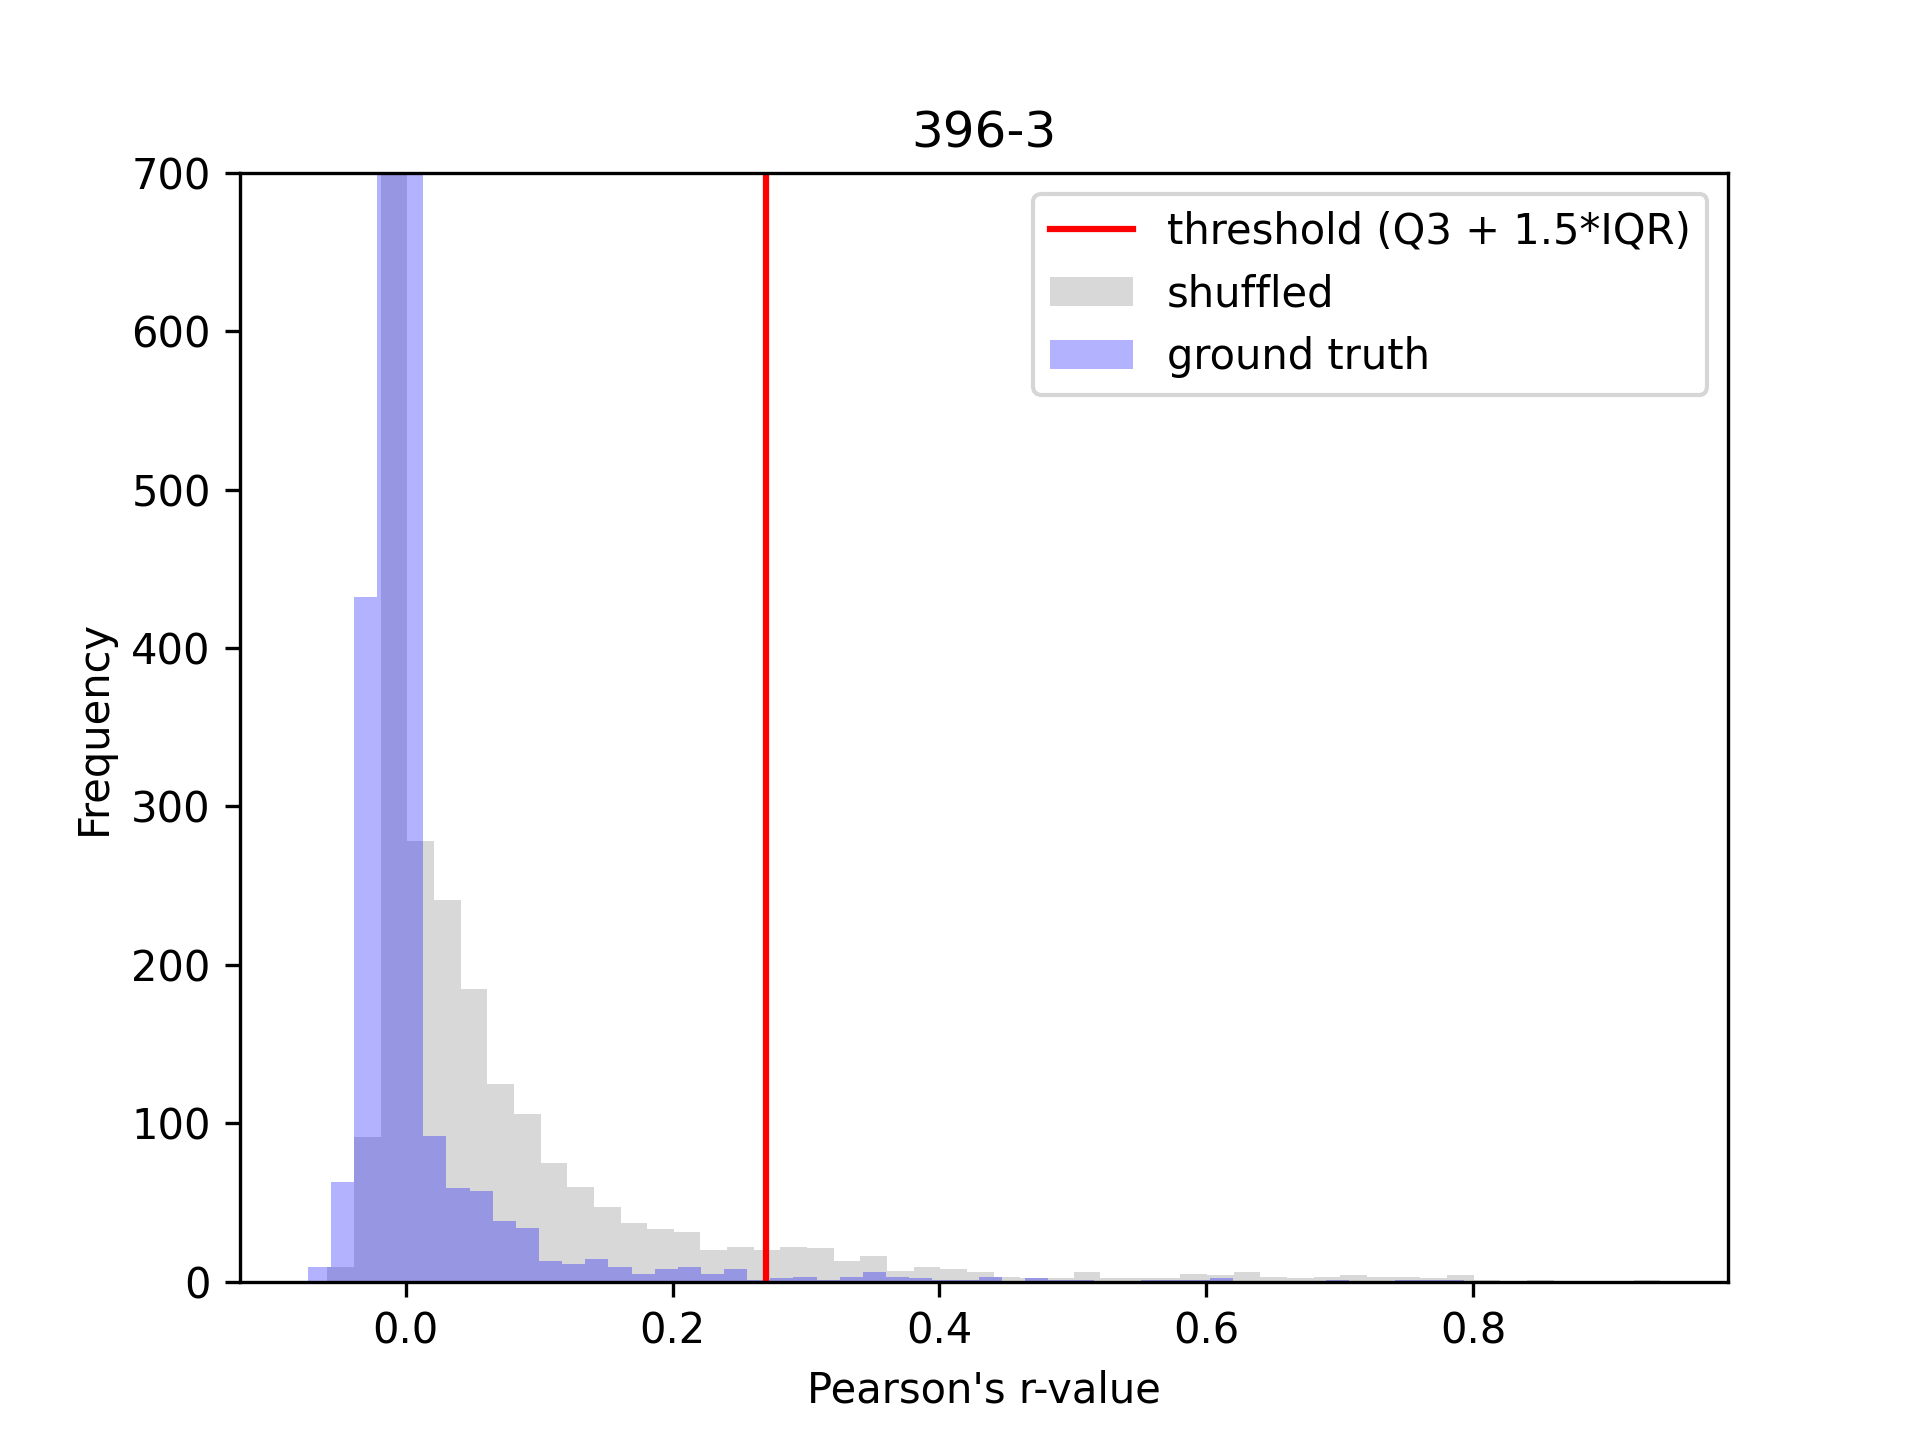 396-3
700
600
500
400
300
200
100
0
Frequency
threshold (Q3 + 1.5*IQR)
shuffled
ground truth
0.0 0.2 0.4 0.6 0.8
Pearson's r-value